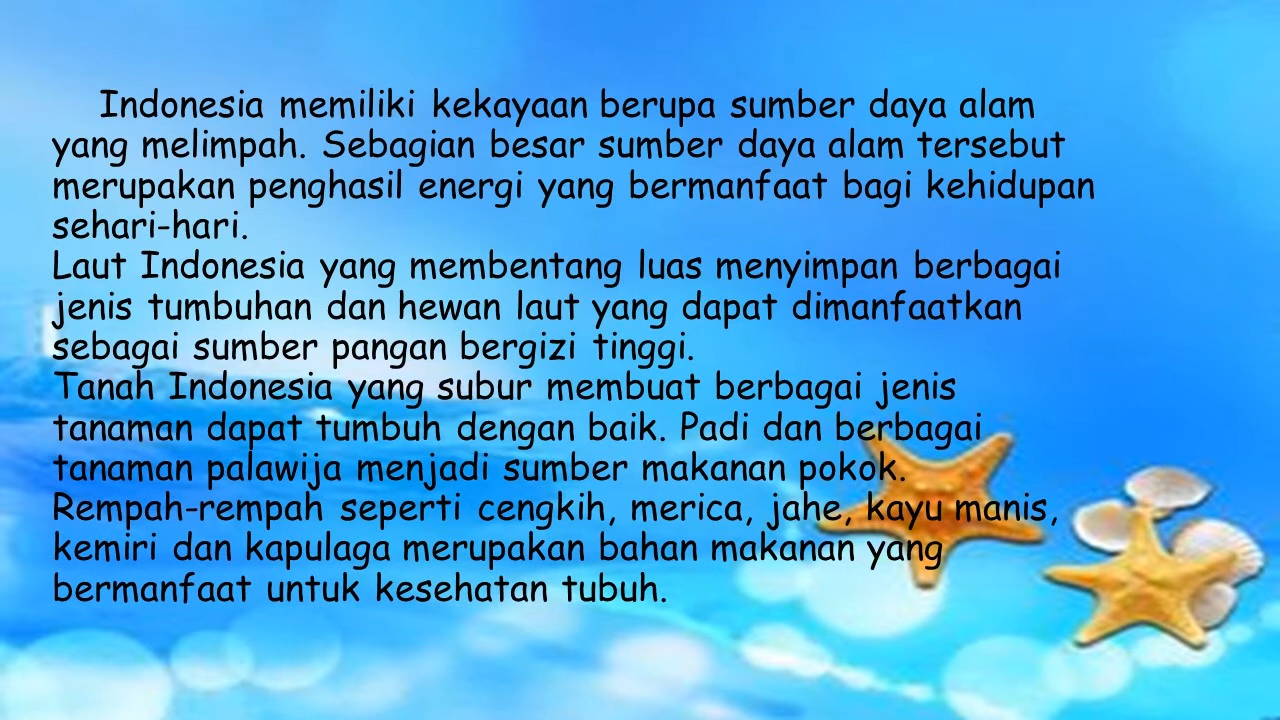 Indonesia memiliki kekayaan berupa sumber daya alam
yang melimpah. Sebagian besar sumber daya alam tersebut
merupakan penghasil energi yang bermanfaat bagi kehidupan
sehari-hari.
Laut Indonesia yang membentang luas menyimpan berbagai
jenis tumbuhan dan hewan laut yang dapat dimanfaatkan
sebagai sumber pangan bergizi tinggi.
Tanah Indonesia yang subur membuat berbagai jenis
tanaman dapat tumbuh dengan baik. Padi dan berbagai
tanaman palawija menjadi sumber makanan pokok.
Rempah-rempah seperti cengkih, merica, jahe, kayu manis,
kemiri dan kapulaga merupakan bahan makanan yang
bermanfaat untuk kesehatan tubuh.